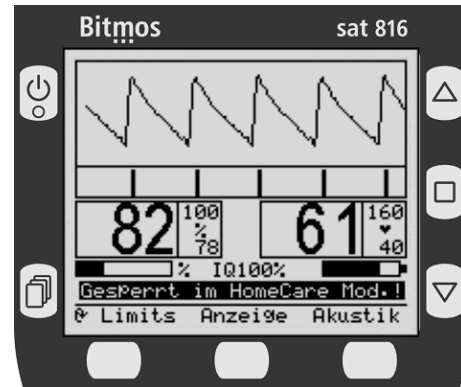 Bitmos sat 816
82 100 % 78 61 160 ♥ 40
% IQ100%
Gesperrt im HomeCare Mod.!
Limits Anzeige Akustik